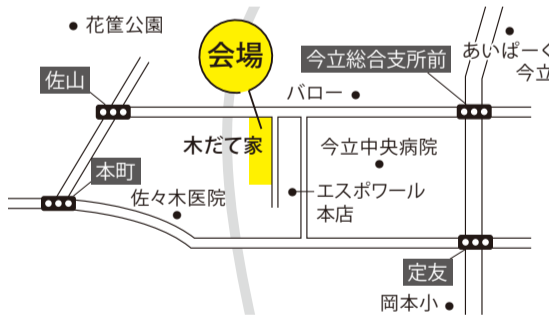 花筐公園
会場
あいぱーく
今立
今立総合支所前
佐山
バロー
木だて家
今立中央病院
本町
佐々木医院
エスポワール
本店
定友
岡本小